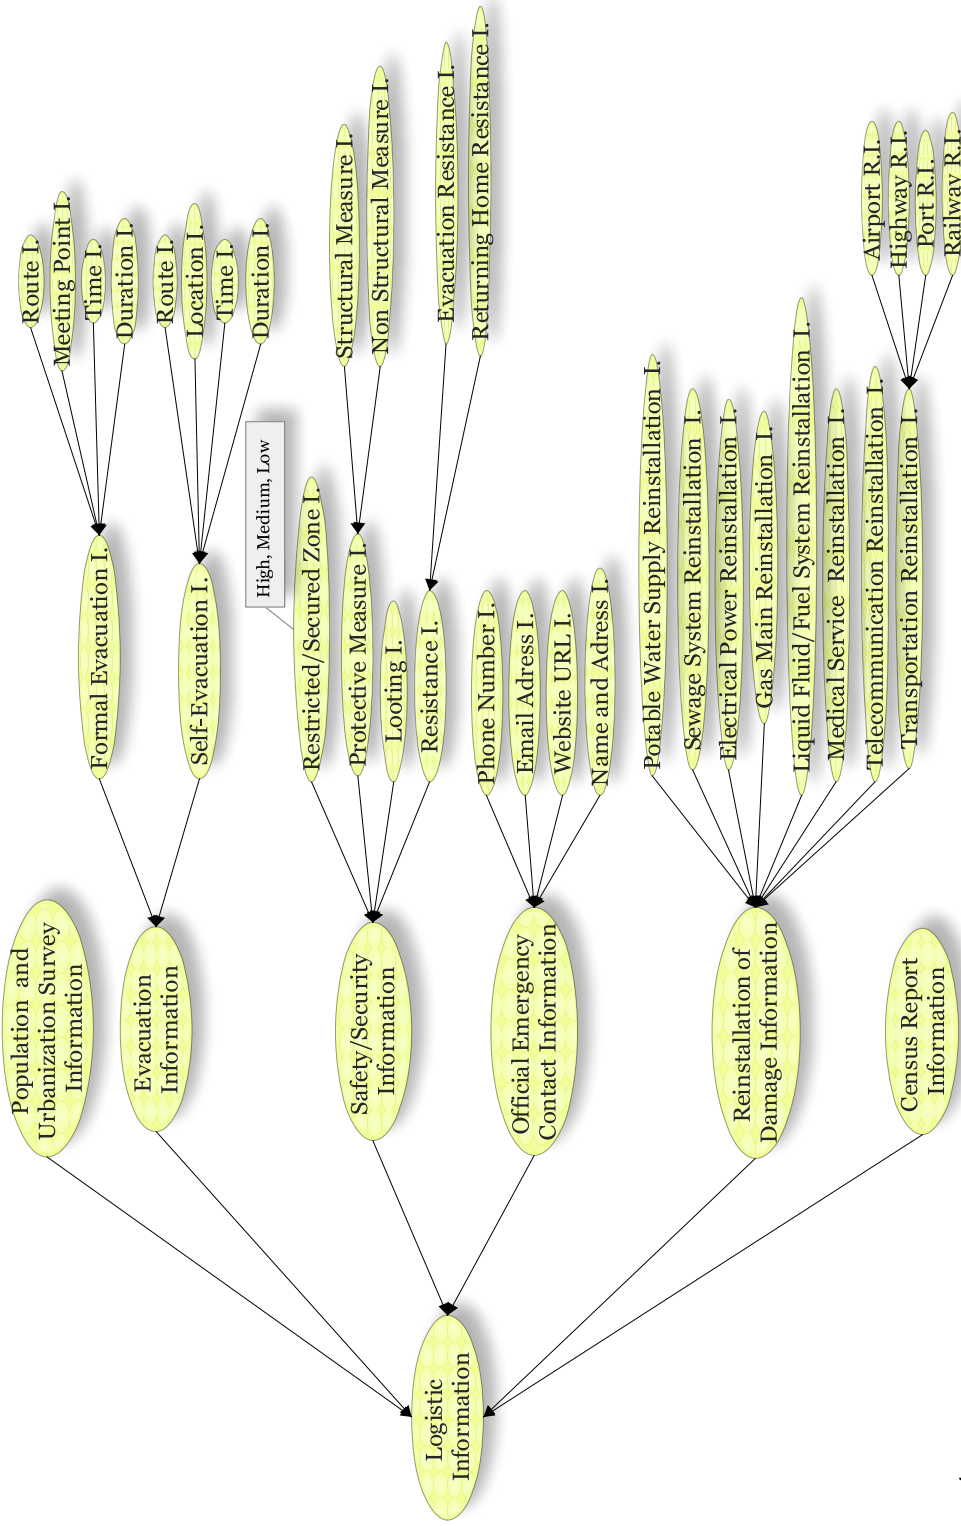 Route I.
Meeting Point I.
Time I.
Duration I.
Route I.
Location I.
Time I.
Duration I.
Structural Measure I.
Non Structural Measure I.
Evacuation Resistance I.
Returning Home Resistance I.
Airport R.I.
Highway R.I.
Port R.I.
Railway R.I.
Formal Evacuation I.
Self-Evacuation I.
High, Medium, Low
Restricted/Secured Zone I.
Protective Measure I.
Looting I.
Resistance I.
Phone Number I.
Email Adress I.
Website URL I.
Name and Adress I.
Potable Water Supply Reinstallation I.
Sewage System Reinstallation I.
Electrical Power Reinstallation I.
Gas Main Reinstallation I.
Liquid Fluid/Fuel System Reinstallation I.
Medical Service Reinstallation I.
Telecommunication Reinstallation I.
Transportation Reinstallation I.
Population and
Urbanization Survey
Information
Evacuation
Information
Safety/Security
Information
Official Emergency
Contact Information
Reinstallation of
Damage Information
Census Report
Information
Logistic
Information